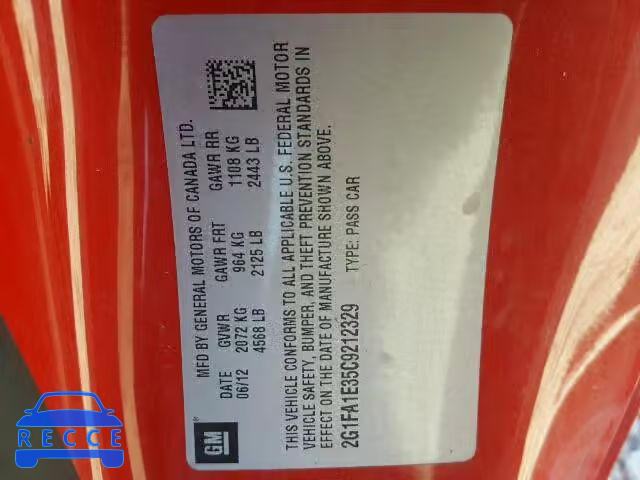 MFD BY GENERAL MOTORS OF CANADA LTD.
DATE GVWR GAWR FRT GAWR RR
06/12 2072 KG 964 KG 1108 KG
4568 LB 2125 LB 2443 LB
GM®
THIS VEHICLE CONFORMS TO ALL APPLICABLE U.S. FEDERAL MOTOR
VEHICLE SAFETY, BUMPER, AND THEFT PREVENTION STANDARDS IN
EFFECT ON THE DATE OF MANUFACTURE SHOWN ABOVE.
2G1FA1E35C9212329 TYPE: PASS CAR
RECORD.CENTER